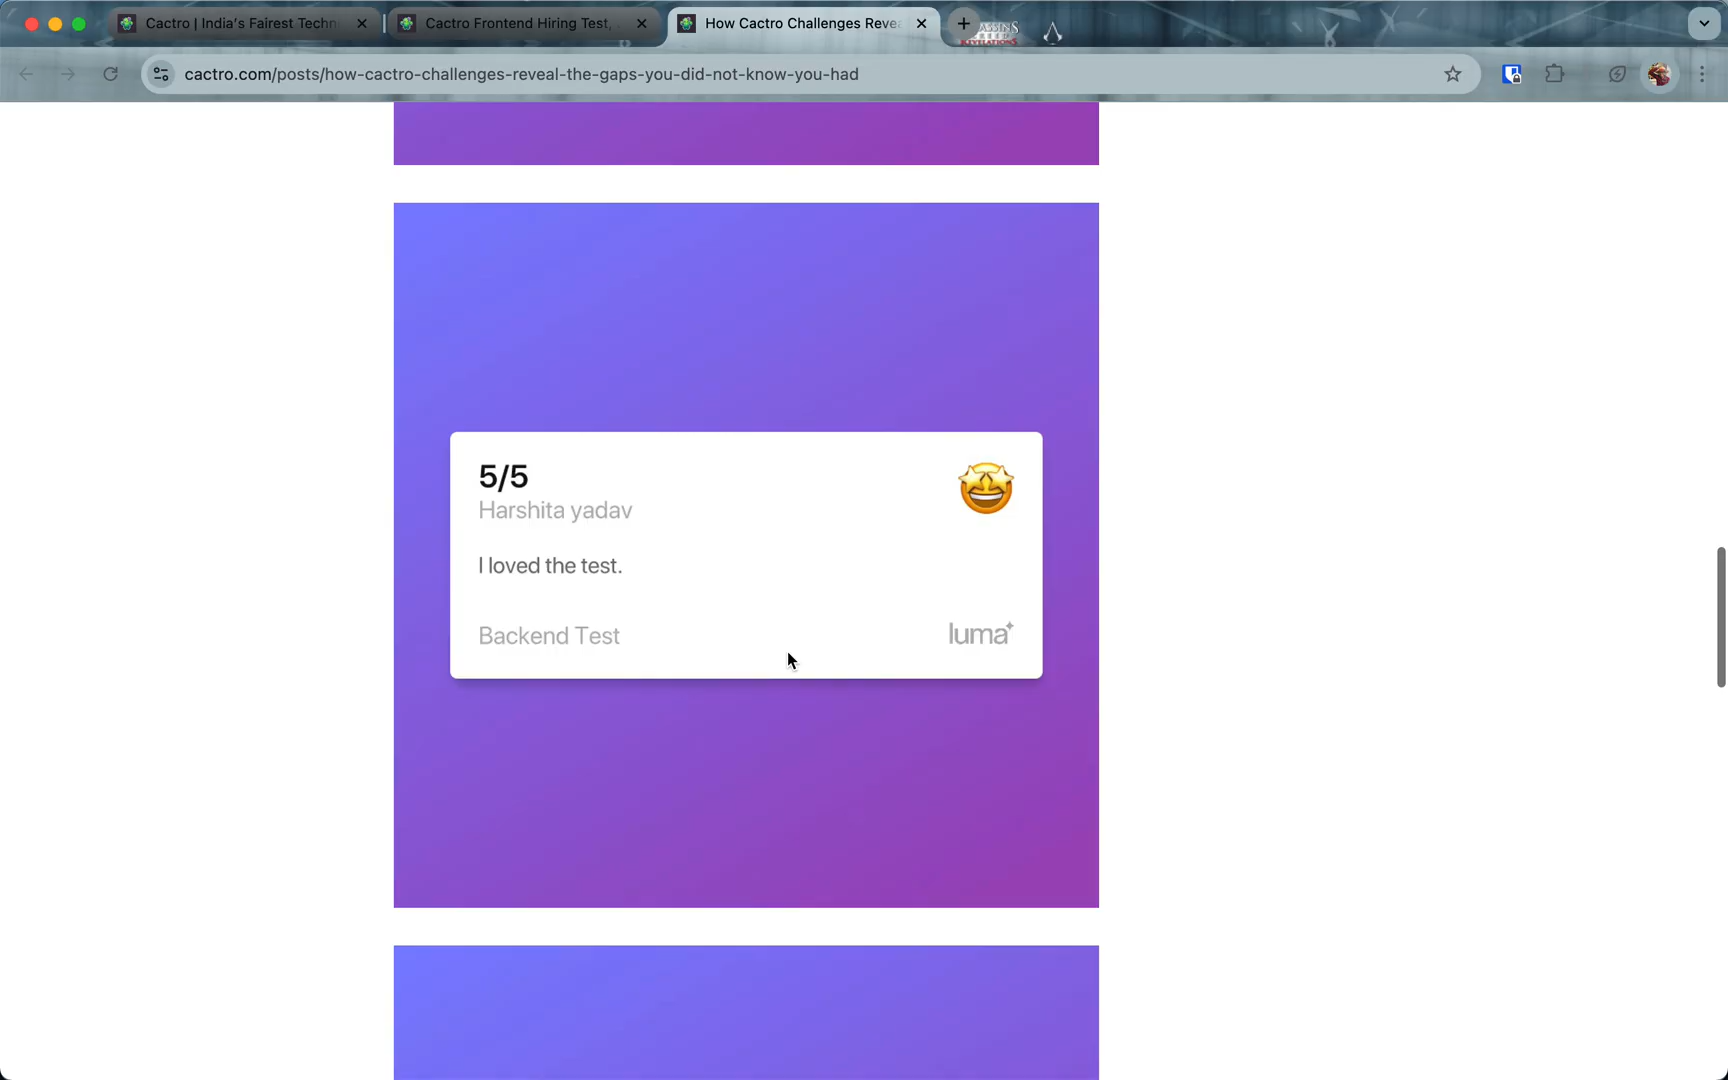 Cactro | India's Fairest Techn
Cactro Frontend Hiring Test,
How Cactro Challenges Reve
cactro.com/posts/how-cactro-challenges-reveal-the-gaps-you-did-not-know-you-had
5/5
Harshita yadav
I loved the test.
Backend Test
luma